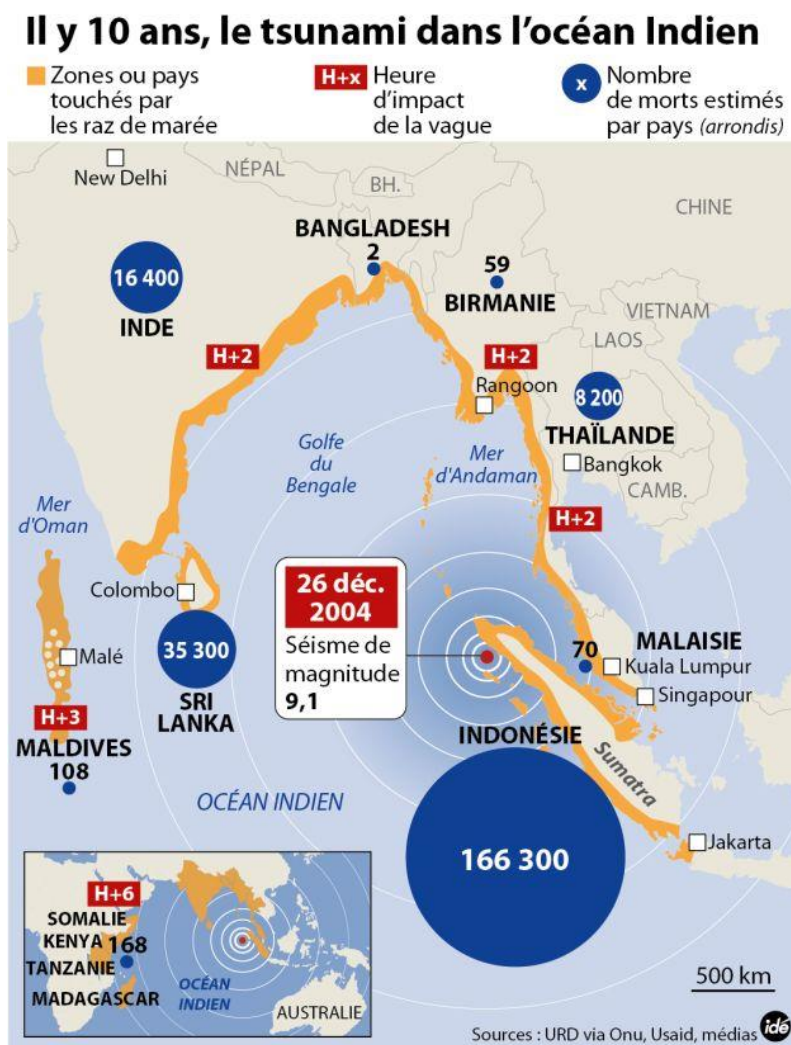 Il y 10 ans, le tsunami dans l'océan Indien
Zones ou pays
touchés par
les raz de marée
H+x
Heure
d'impact
de la vague
x
Nombre
de morts estimés
par pays (arrondis)
New Delhi
NÉPAL
BH.
CHINE
BANGLADESH
2
16 400
INDE
59
BIRMANIE
VIETNAM
LAOS
H+2
H+2
Rangoon
8 200
THAÏLANDE
Golfe
du
Bengale
Mer
d'Andaman
Bangkok
CAMB.
Mer
d'Oman
H+2
26 déc.
2004
Séisme de
magnitude
9,1
Colombo
35 300
SRI
LANKA
Malé
70
MALAISIE
Kuala Lumpur
Singapour
H+3
MALDIVES
108
INDONÉSIE
Sumatra
OCÉAN INDIEN
166 300
Jakarta
H+6
SOMALIE
KENYA
168
TANZANIE
MADAGASCAR
OCÉAN
INDIEN
AUSTRALIE
500 km
Sources : URD via Onu, Usaid, médias
idé